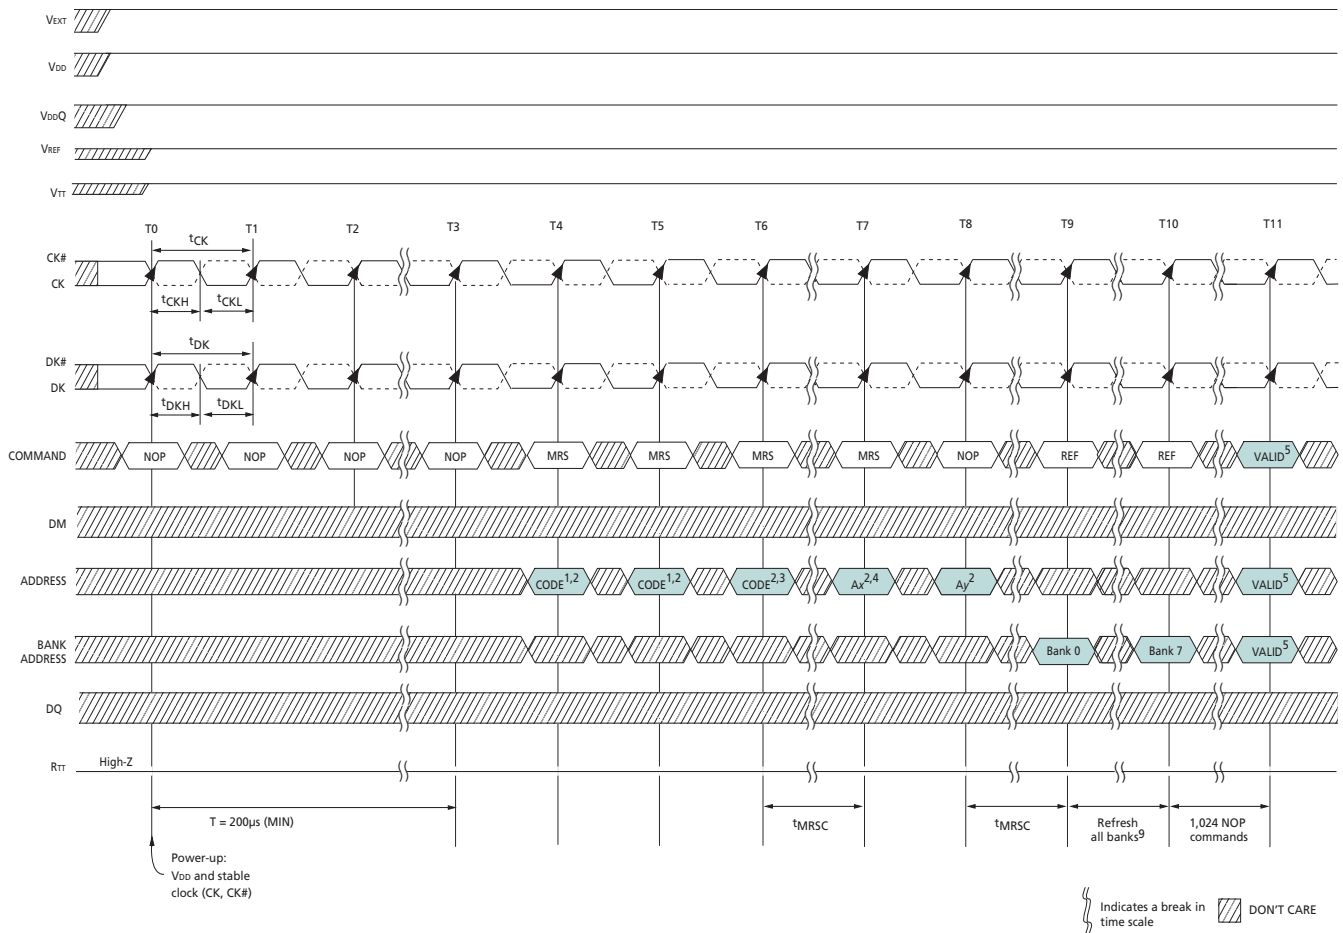 VEXT
VDD
VDDQ
VREF
VTT
T0 T1 T2 T3 T4 T5 T6 T7 T8 T9 T10 T11
tCK
CK#
CK
tCKH tCKL
tDK
DK#
DK
tDKH tDKL
COMMAND NOP NOP NOP NOP MRS MRS MRS MRS NOP REF REF VALID5
DM
ADDRESS CODE1,2 CODE1,2 CODE2,3 Ax2,4 Ay2 VALID5
BANK
ADDRESS Bank 0 Bank 7 VALID5
DQ
RTT High-Z
T = 200µs (MIN) tMRSC tMRSC Refresh
all banks9 1,024 NOP
commands
Power-up:
VDD and stable
clock (CK, CK#)
Indicates a break in
time scale
DON'T CARE